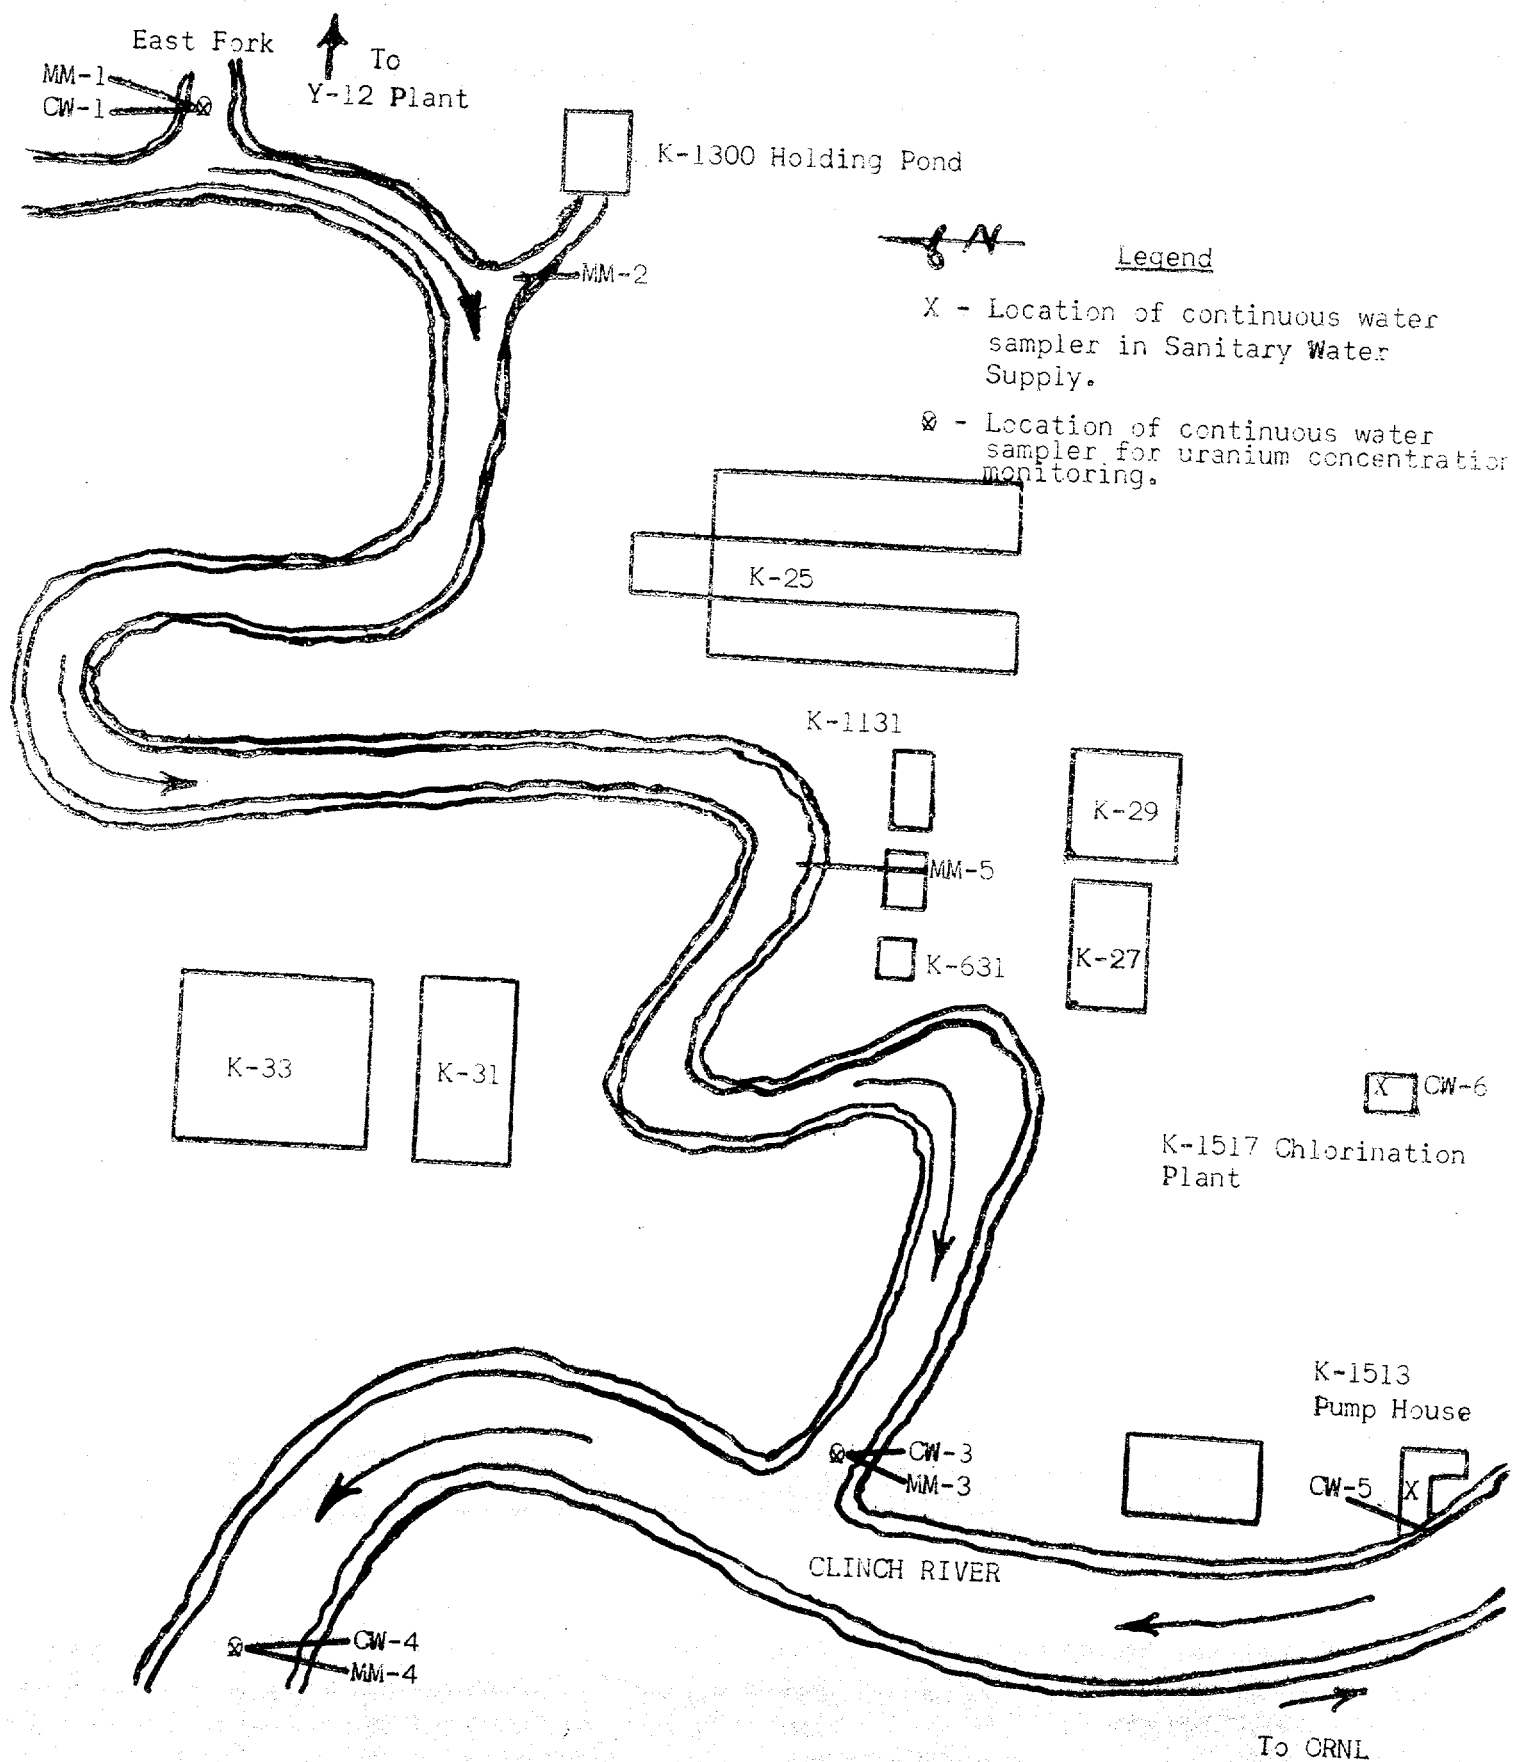 East Fork
To
Y-12 Plant
MM-1
CW-1
K-1300 Holding Pond
N
MM-2
Legend
X - Location of continuous water
sampler in Sanitary Water
Supply.
⊗ - Location of continuous water
sampler for uranium concentration
monitoring.
K-25
K-1131
K-29
MM-5
K-27
K-631
K-33
K-31
X CW-6
K-1517 Chlorination
Plant
K-1513
Pump House
CW-3
MM-3
CW-5
X
CLINCH RIVER
CW-4
MM-4
To ORNL